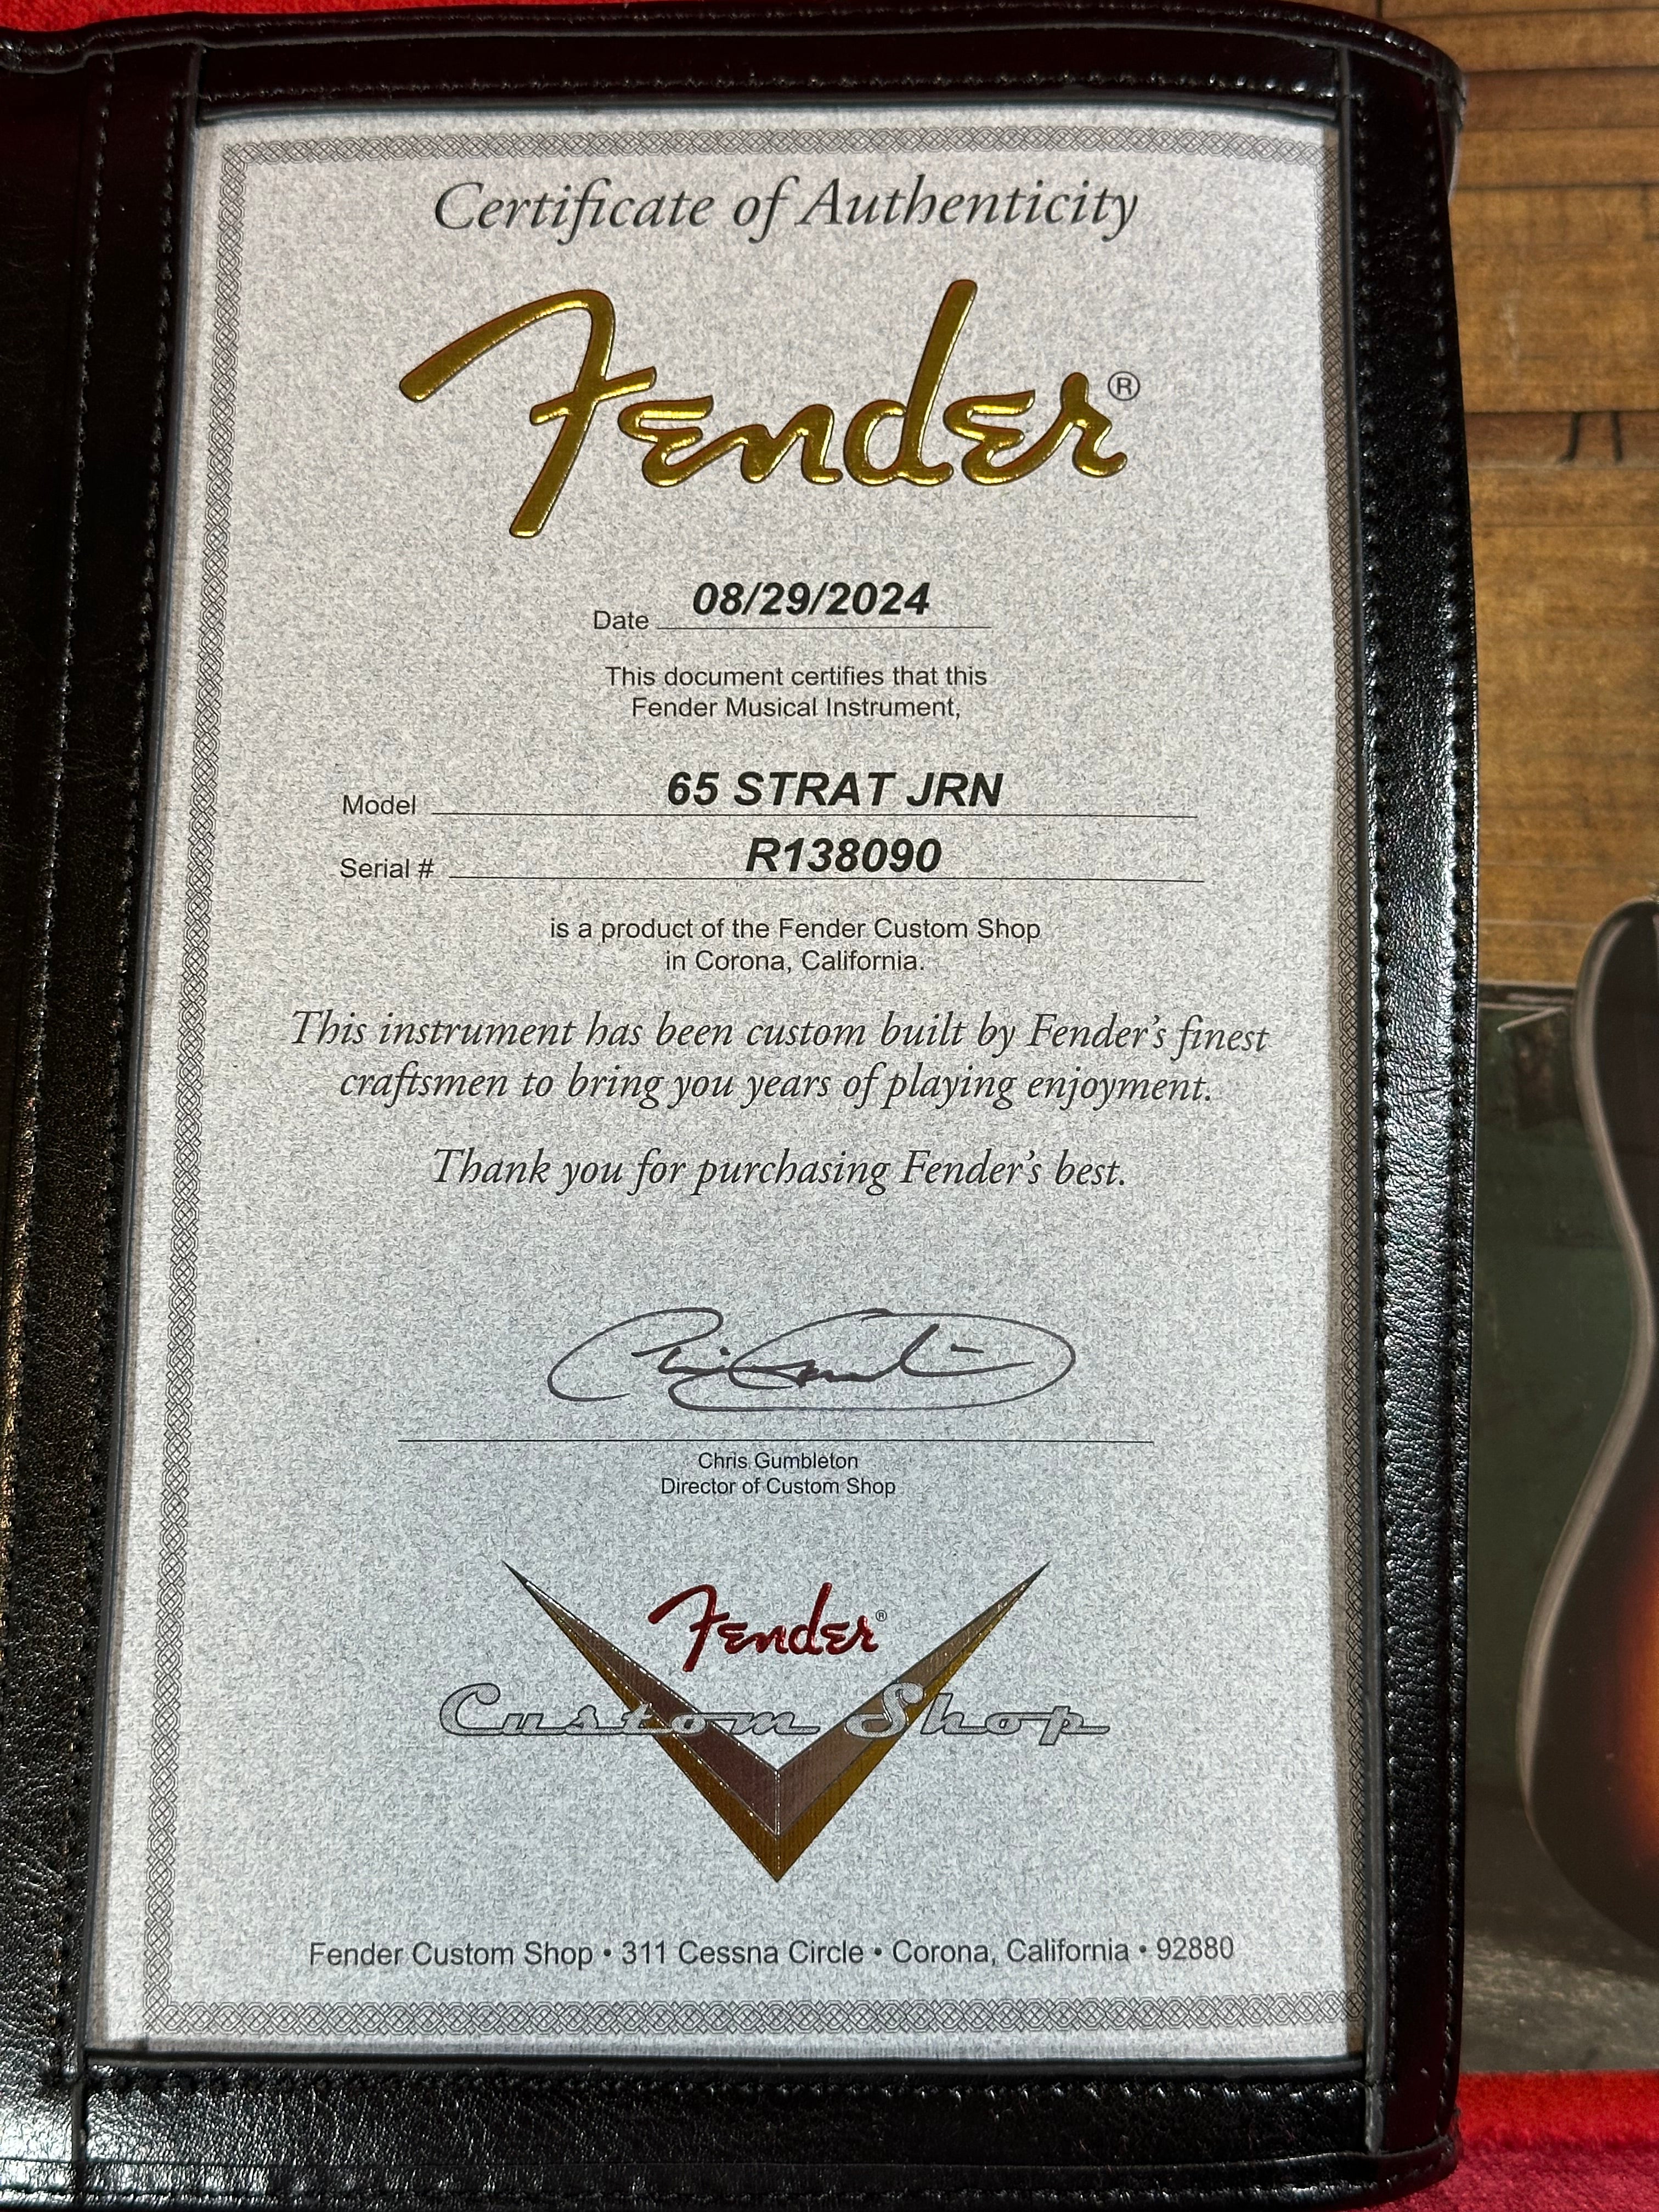 Certificate of Authenticity
Fender®
Date 08/29/2024
This document certifies that this
Fender Musical Instrument,
Model 65 STRAT JRN
Serial # R138090
is a product of the Fender Custom Shop
in Corona, California.
This instrument has been custom built by Fender's finest
craftsmen to bring you years of playing enjoyment.
Thank you for purchasing Fender's best.
Chris Gumbleton
Director of Custom Shop
Fender®
Custom Shop
Fender Custom Shop • 311 Cessna Circle • Corona, California • 92880